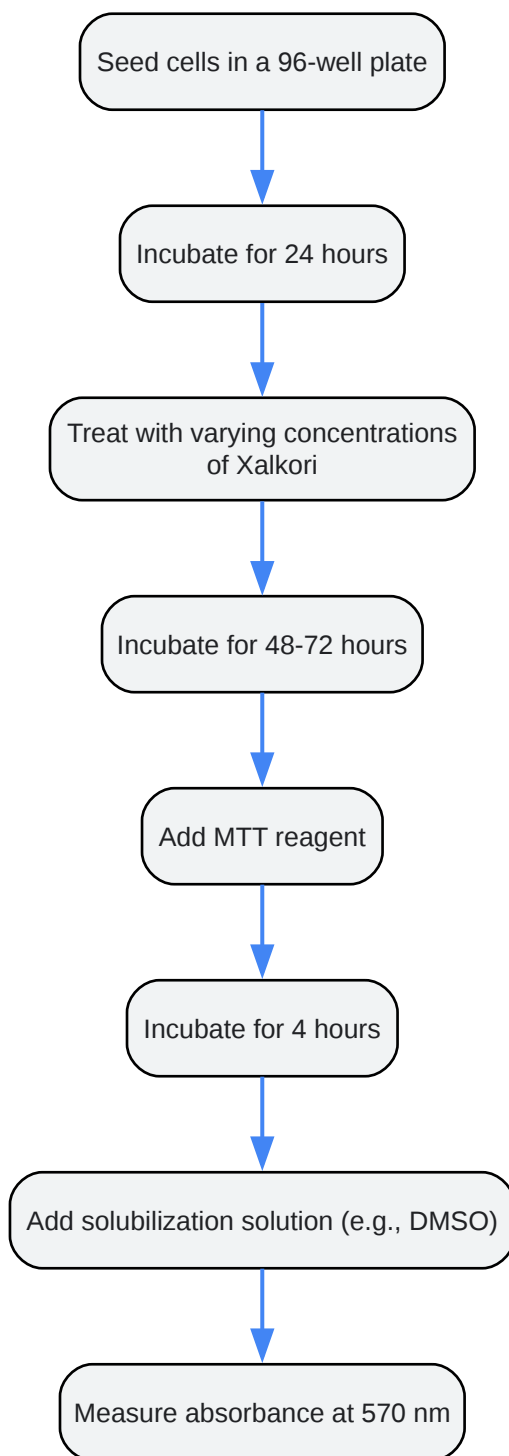 Seed cells in a 96-well plate
Incubate for 24 hours
Treat with varying concentrations
of Xalkori
Incubate for 48-72 hours
Add MTT reagent
Incubate for 4 hours
Add solubilization solution (e.g., DMSO)
Measure absorbance at 570 nm